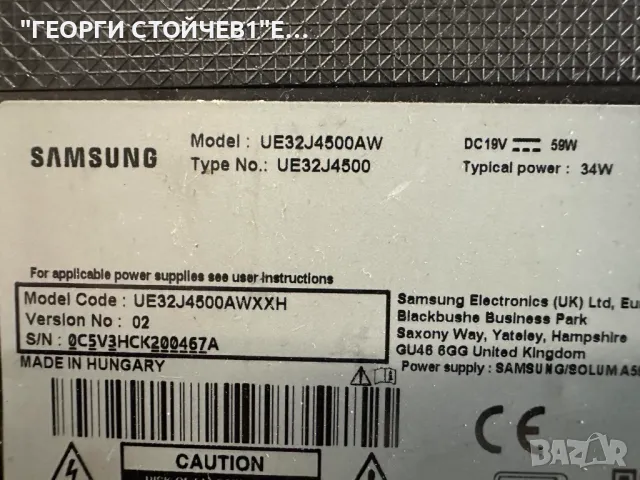 "ГЕОРГИ СТОЙЧЕВ1"Е...
SAMSUNG
Model : UE32J4500AW
Type No.: UE32J4500
DC19V 59W
Typical power : 34W
For applicable power supplies see user instructions
Model Code : UE32J4500AWXXH
Version No : 02
S/N : 0C5V3HCK200467A
MADE IN HUNGARY
Samsung Electronics (UK) Ltd, Eu
Blackbushe Business Park
Saxony Way, Yateley, Hampshire
GU46 6GG United Kingdom
Power supply : SAMSUNG/SOLUM A5
CE
CAUTION
bazar